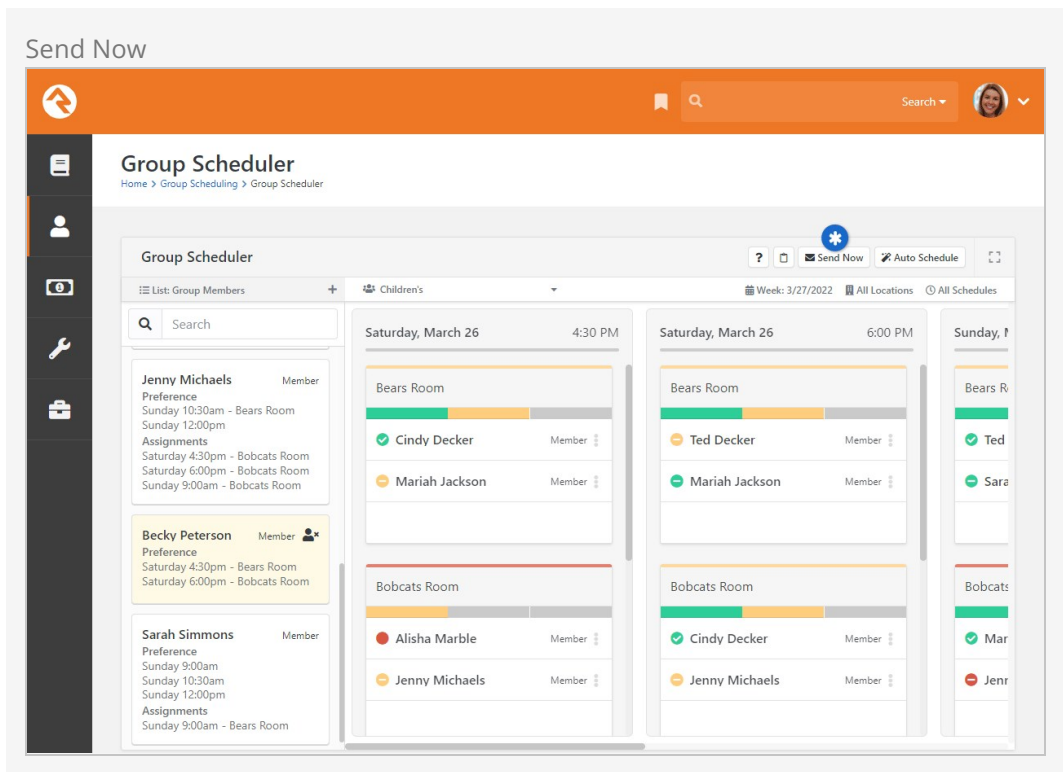 Send Now
Search
Group Scheduler
Home > Group Scheduling > Group Scheduler
Group Scheduler
? Send Now Auto Schedule
List: Group Members +
Children's
Week: 3/27/2022 All Locations All Schedules
Search
Jenny Michaels Member
Preference
Sunday 10:30am - Bears Room
Sunday 12:00pm
Assignments
Saturday 4:30pm - Bobcats Room
Saturday 6:00pm - Bobcats Room
Sunday 9:00am - Bobcats Room
Becky Peterson Member
Preference
Saturday 4:30pm - Bears Room
Saturday 6:00pm - Bobcats Room
Sarah Simmons Member
Preference
Sunday 9:00am
Sunday 10:30am
Sunday 12:00pm
Assignments
Sunday 9:00am - Bears Room
Saturday, March 26 4:30 PM
Bears Room
Cindy Decker Member
Mariah Jackson Member
Bobcats Room
Alisha Marble Member
Jenny Michaels Member
Saturday, March 26 6:00 PM
Bears Room
Ted Decker Member
Mariah Jackson Member
Bobcats Room
Cindy Decker Member
Jenny Michaels Member
Sunday,
Bears
Ted
Sara
Bobcats
Mar
Jenn